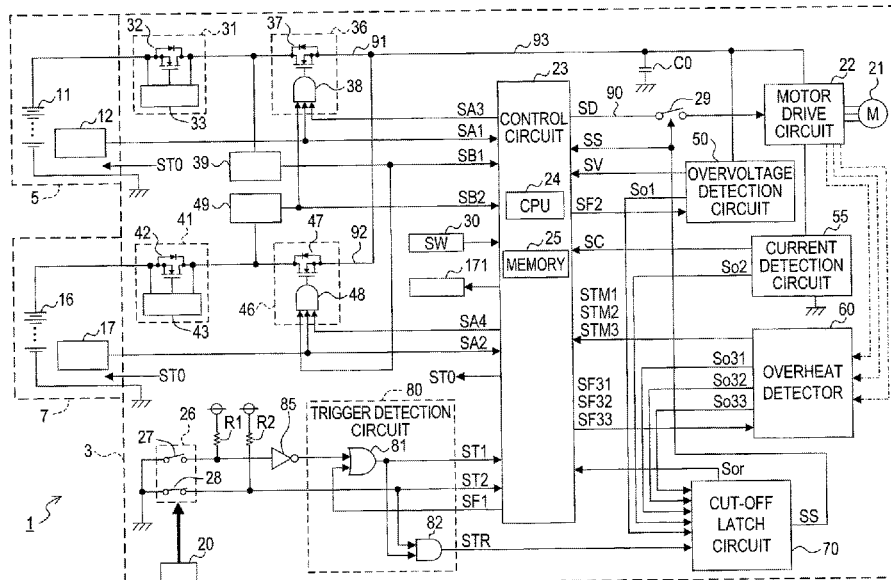 32 31 37 36 91 93 23 22 21
C0
11 12 33 38 SA3 SD 90 29
CONTROL CIRCUIT
MOTOR DRIVE CIRCUIT
M
SA1 SS 50
ST0 39 SB1 SV So1
OVERVOLTAGE DETECTION CIRCUIT
5 24 CPU SF2
49 SB2
42 41 47 92 30 SW 25 MEMORY SC So2 55
CURRENT DETECTION CIRCUIT
16 171
17 43 46 48
STM1
STM2
STM3
60
SA4
SA2
So31
So32
So33
OVERHEAT DETECTOR
ST0 80 ST0
SF31
SF32
SF33
7 26 R1 R2 85
TRIGGER DETECTION CIRCUIT
3 27 81 ST1
28 ST2 Sor
SF1
1 82 STR
CUT-OFF LATCH CIRCUIT
SS
20 70